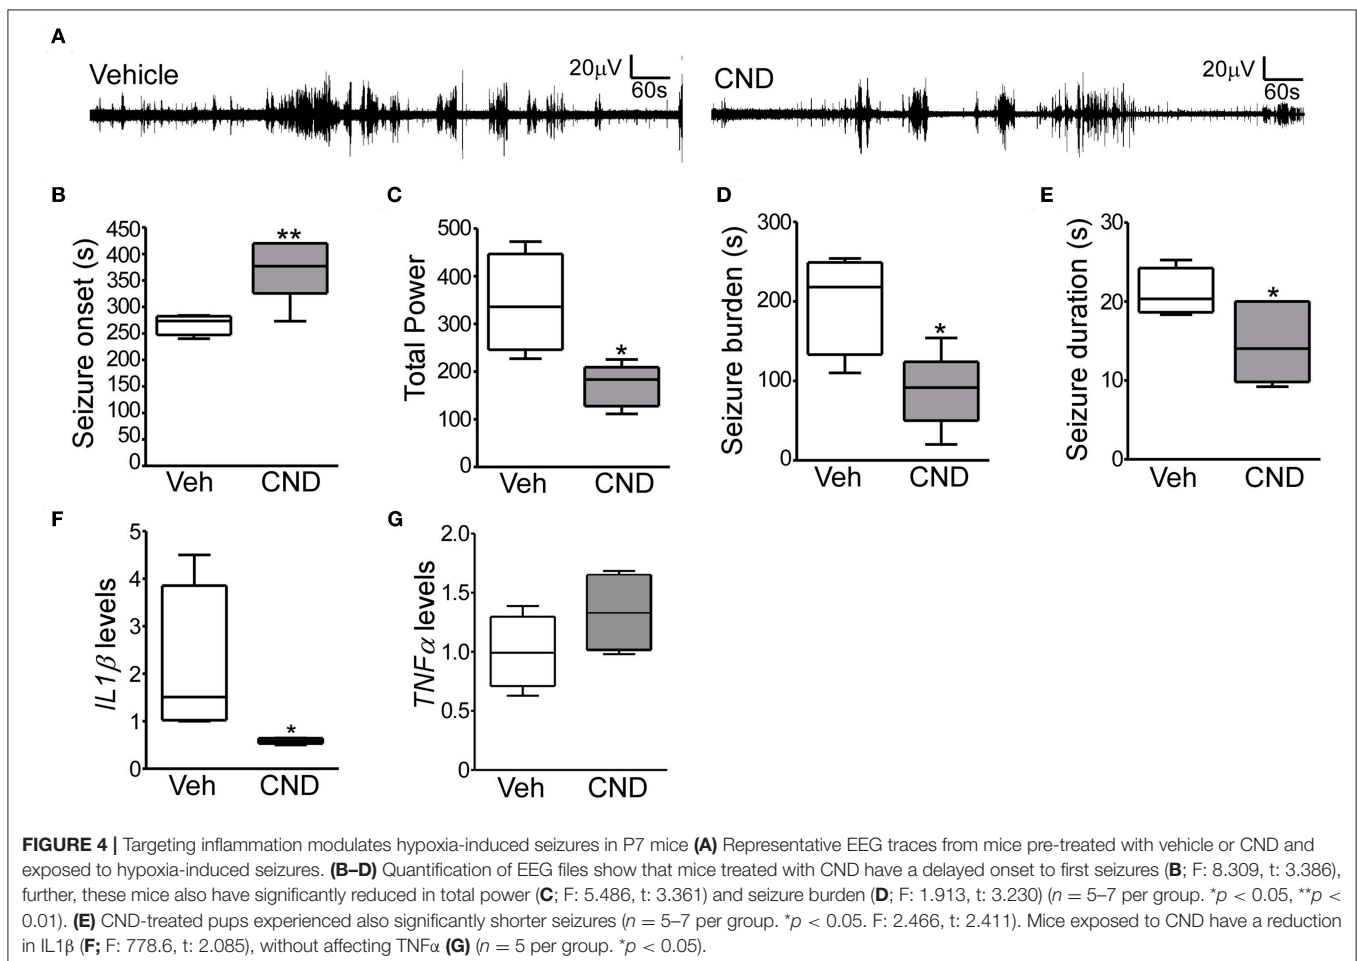 A
Vehicle
20μV
60s
CND
20μV
60s
B
Seizure onset (s)
450
400
350
300
250
200
150
100
50
0
**
Veh
CND
C
Total Power
500
400
300
200
100
0
*
Veh
CND
D
Seizure burden (s)
300
200
100
0
*
Veh
CND
E
Seizure duration (s)
30
20
10
0
*
Veh
CND
F
IL1β levels
5
4
3
2
1
0
*
Veh
CND
G
TNFα levels
2.0
1.5
1.0
0.5
0
Veh
CND
FIGURE 4 | Targeting inflammation modulates hypoxia-induced seizures in P7 mice (A) Representative EEG traces from mice pre-treated with vehicle or CND and
exposed to hypoxia-induced seizures. (B–D) Quantification of EEG files show that mice treated with CND have a delayed onset to first seizures (B; F: 8.309, t: 3.386),
further, these mice also have significantly reduced in total power (C; F: 5.486, t: 3.361) and seizure burden (D; F: 1.913, t: 3.230) (n = 5–7 per group. *p < 0.05, **p <
0.01). (E) CND-treated pups experienced also significantly shorter seizures (n = 5–7 per group. *p < 0.05. F: 2.466, t: 2.411). Mice exposed to CND have a reduction
in IL1β (F; F: 778.6, t: 2.085), without affecting TNFα (G) (n = 5 per group. *p < 0.05).